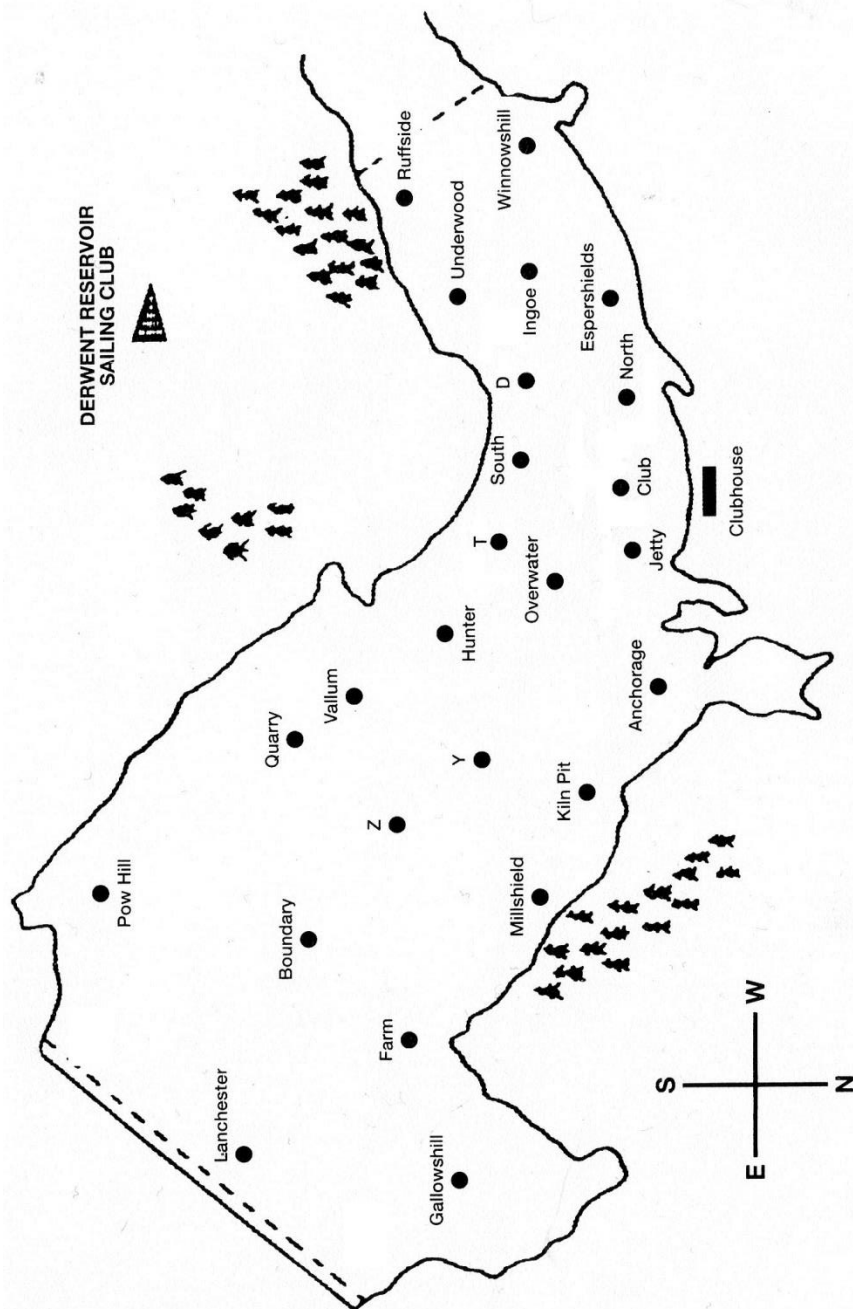 DERWENT RESERVOIR
SAILING CLUB
Pow Hill
Quarry
Vallum
Ruffside
Lanchester
Boundary
Z
Hunter
Underwood
Farm
Y
T
South
D
Ingoe
Winnowshill
Gallowshill
Millshield
Kiln Pit
Overwater
Espershields
Anchorage
Jetty
Club
North
Clubhouse
S
E
W
N